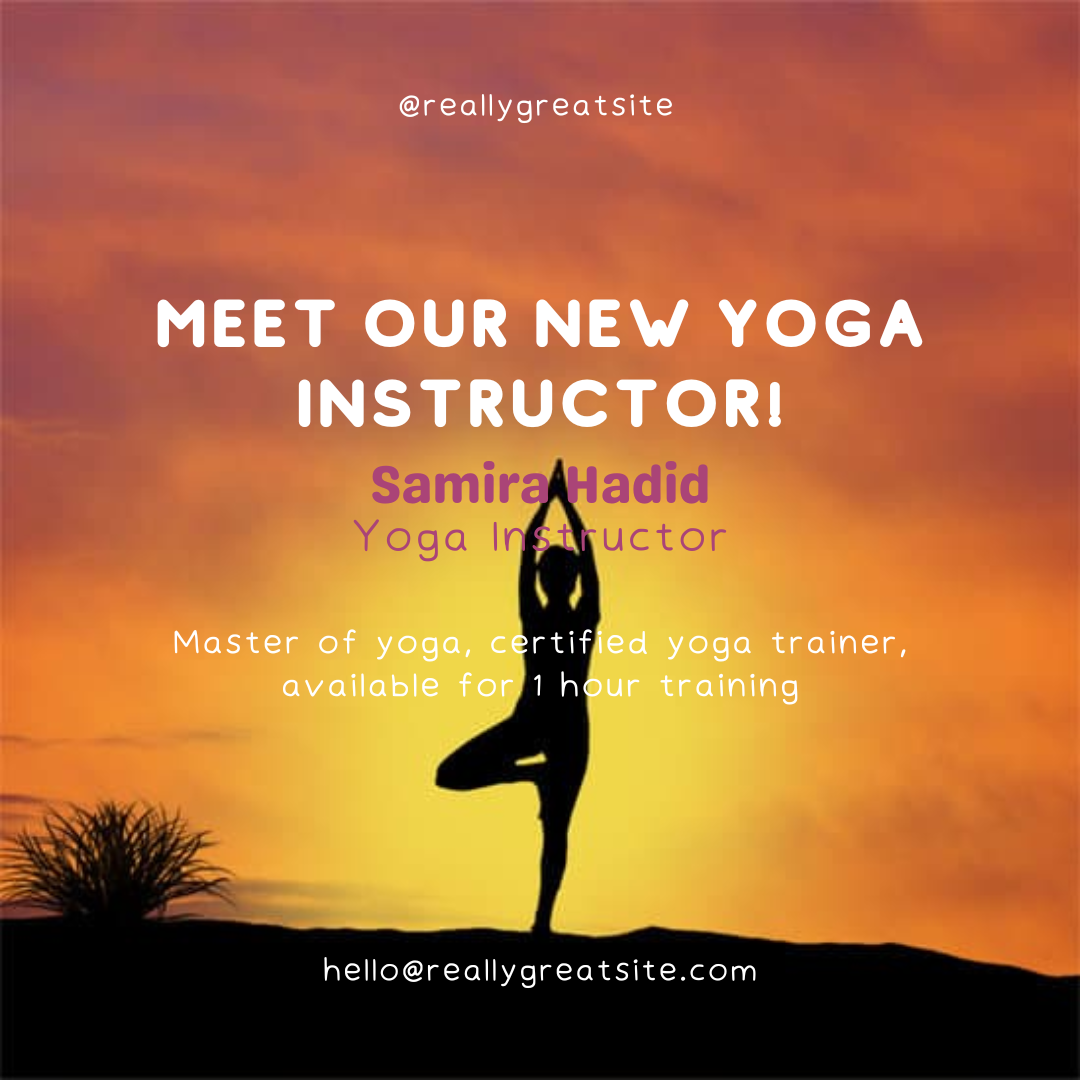 @reallygreatsite
MEET OUR NEW YOGA
INSTRUCTOR!
Samira Hadid
Yoga Instructor
Master of yoga, certified yoga trainer,
available for 1 hour training
hello@reallygreatsite.com